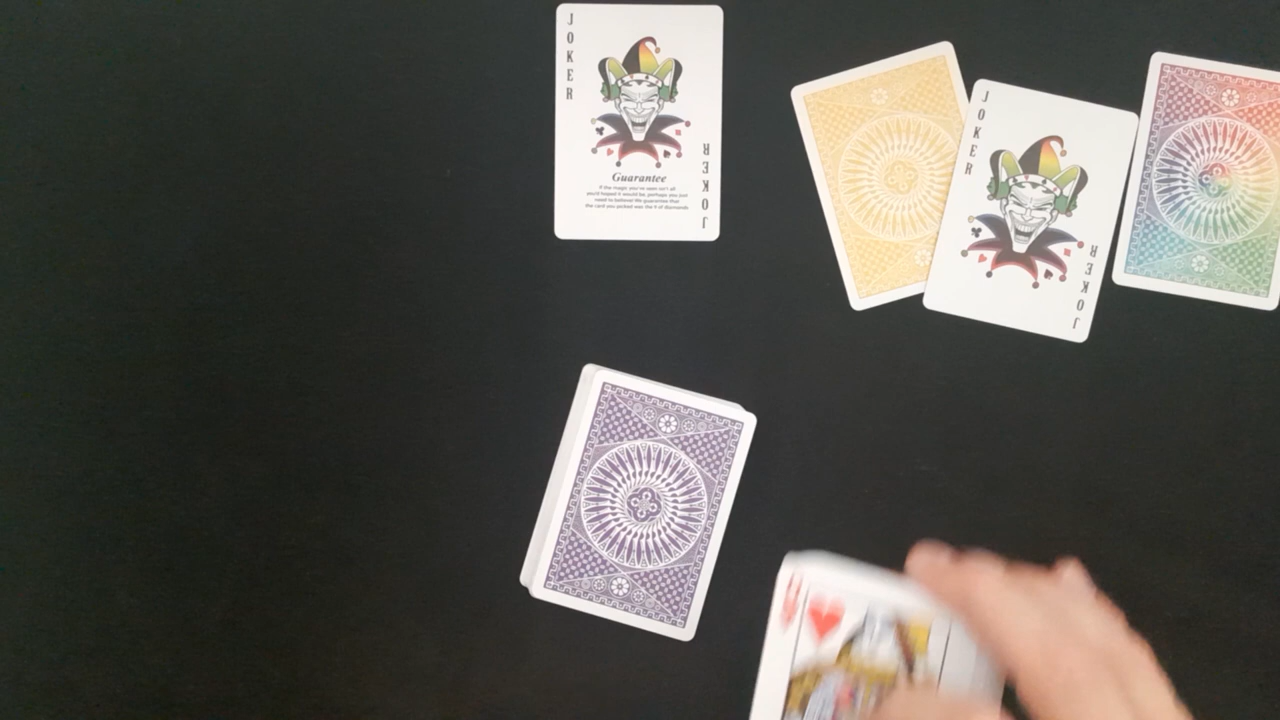 JOKER
Guarantee
If the magic you've seen isn't all
you'd hoped it would be, perhaps you just
need to believe! We guarantee that
the card you picked was the 9 of diamonds.
JOKER
JOKER
JOKER